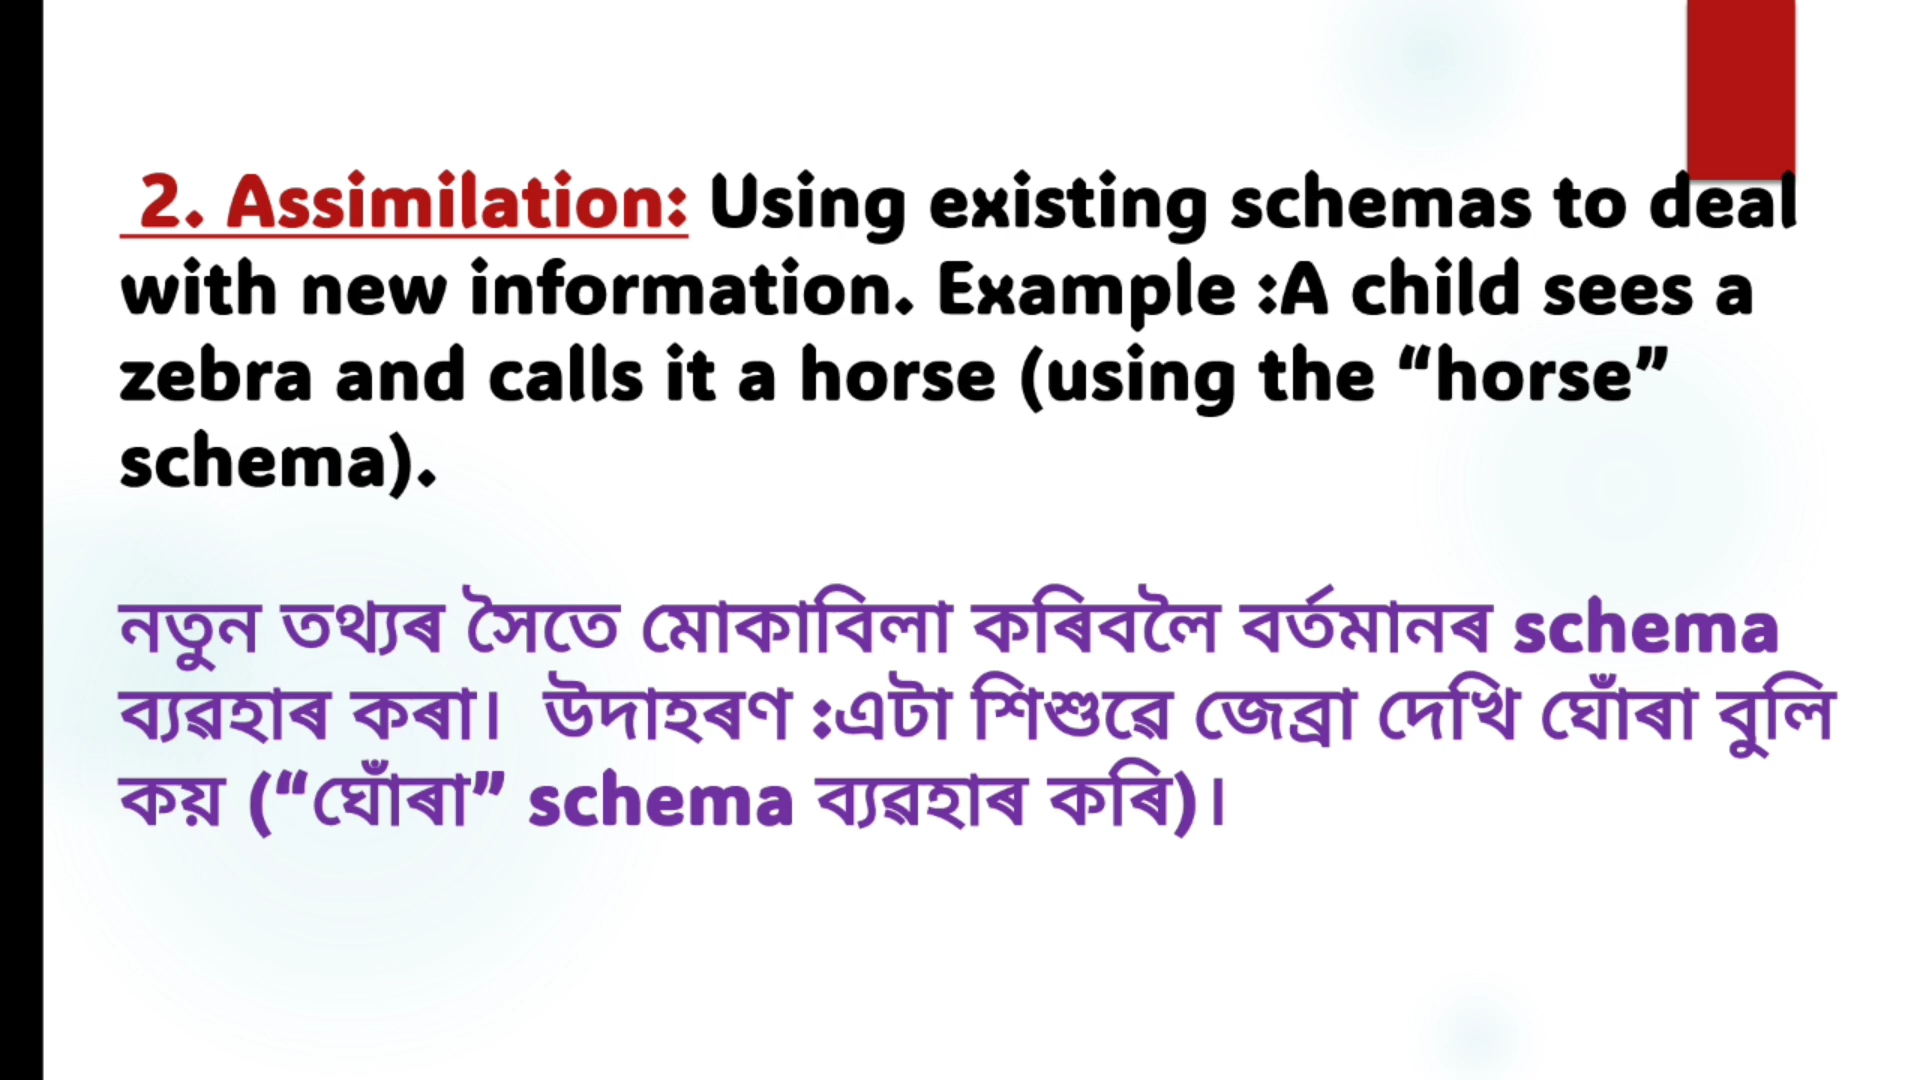 2. Assimilation: Using existing schemas to deal
with new information. Example :A child sees a
zebra and calls it a horse (using the “horse”
schema).
নতুন তথ্যৰ সৈতে মোকাবিলা কৰিবলৈ বৰ্তমানৰ schema
ব্যৱহাৰ কৰা। উদাহৰণ :এটা শিশুৱে জেব্ৰা দেখি ঘোঁৰা বুলি
কয় (“ঘোঁৰা” schema ব্যৱহাৰ কৰি)।